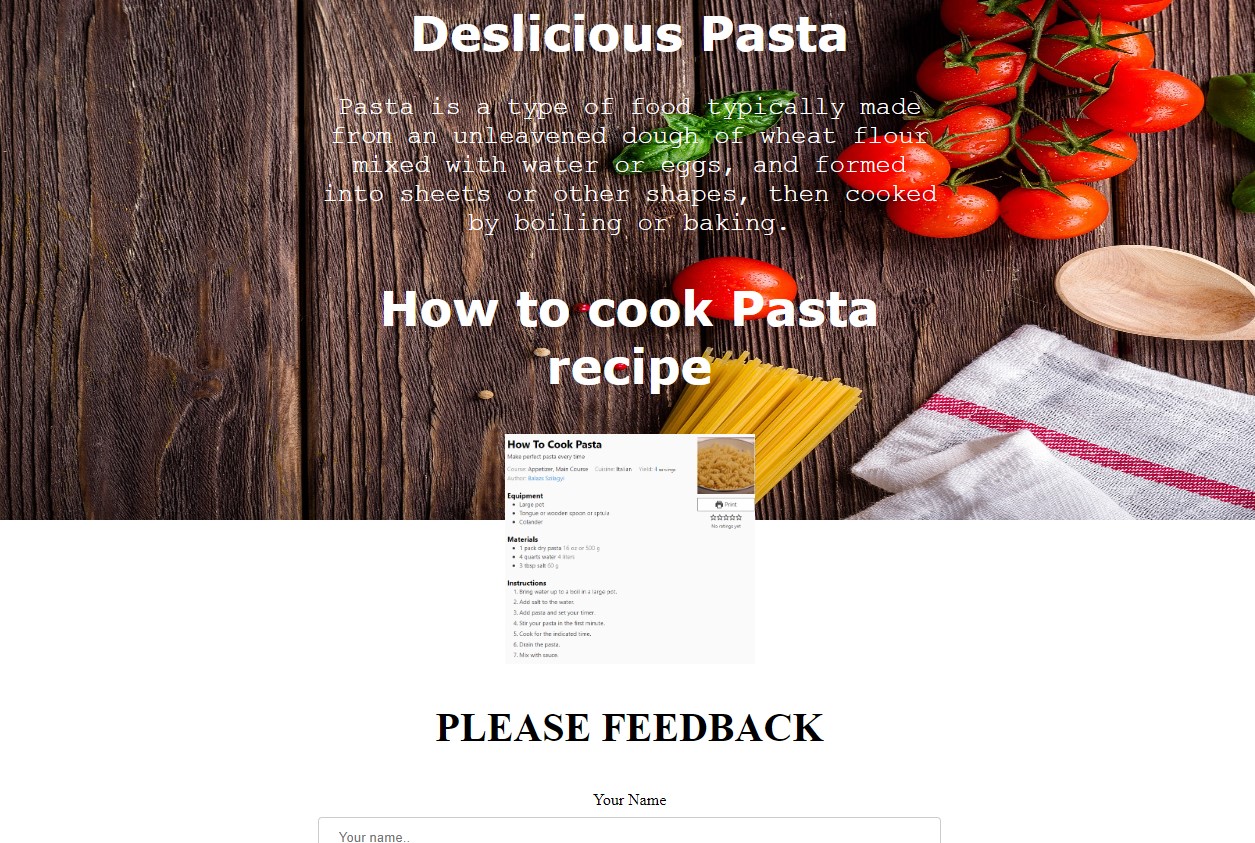 Deslicious Pasta
Pasta is a type of food typically made
from an unleavened dough of wheat flour
mixed with water or eggs, and formed
into sheets or other shapes, then cooked
by boiling or baking.
How to cook Pasta
recipe
How To Cook Pasta
Make perfect pasta every time
Course: Appetizer, Main Course Cuisine: Italian Yield: 4 servings
Author: Balazs Szilagyi
Print
No ratings yet
Equipment
• Large pot
• Tongue or wooden spoon or
• Colander
Materials
• 1 pack dry pasta 16 oz or 500 g
• 4 quarts water 4 liters
• 3 tbsp salt 60 g
Instructions
1. Bring water up to a boil in a large pot.
2. Add salt to the water.
3. Add pasta and set your timer.
4. Stir your pasta in the first minute.
5. Cook for the indicated time.
6. Drain the pasta.
7. Mix with sauce
PLEASE FEEDBACK
Your Name
Your name..